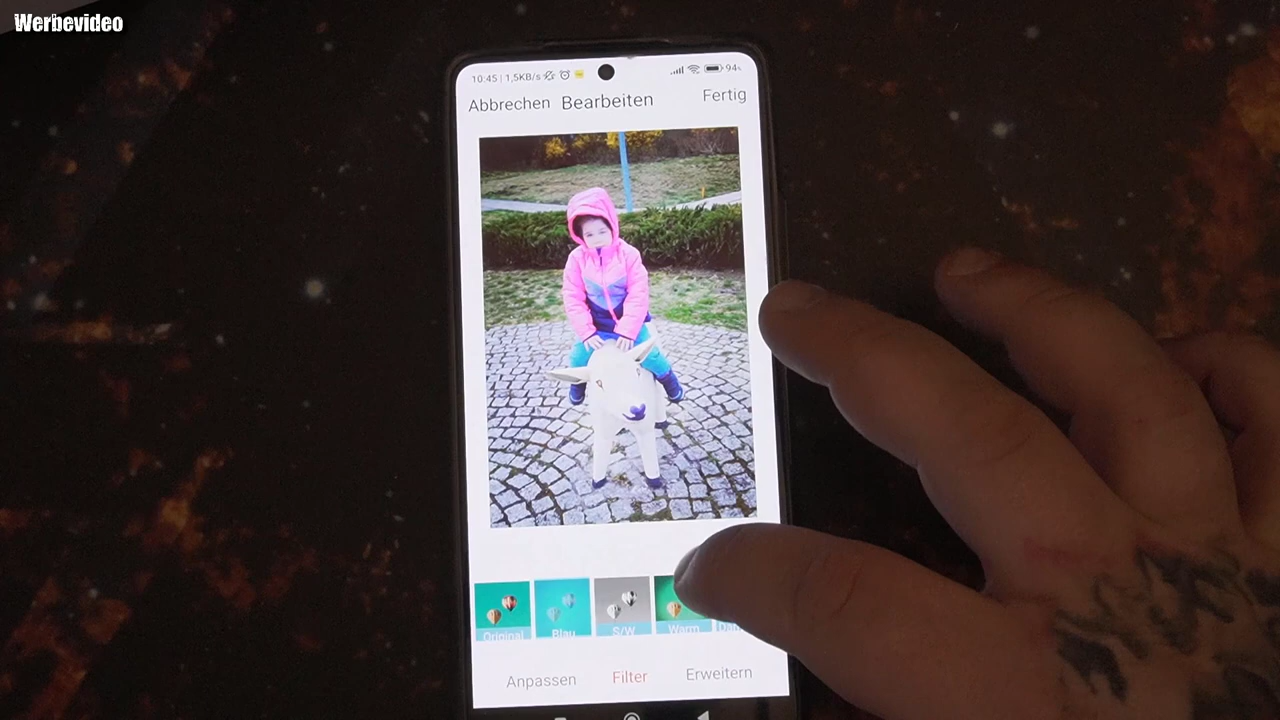 Werbevideo
10:45 | 1,5KB/s 94
Abbrechen Bearbeiten Fertig
Original Blau S/W Warm
Anpassen Filter Erweitern